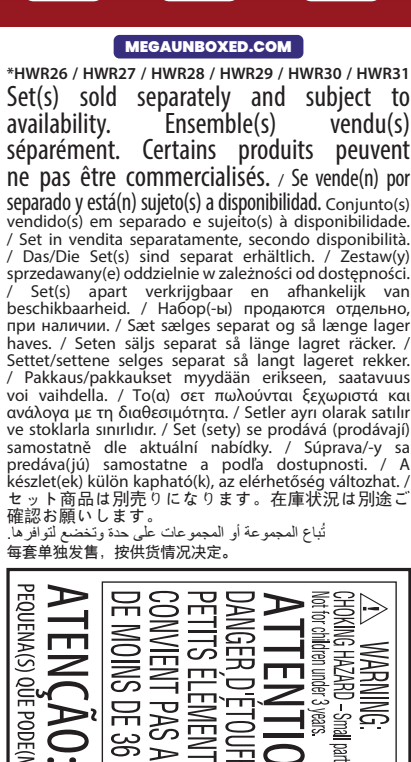 MEGAUNBOXED.COM
*HWR26 / HWR27 / HWR28 / HWR29 / HWR30 / HWR31
Set(s) sold separately and subject to
availability. Ensemble(s) vendu(s)
séparément. Certains produits peuvent
ne pas être commercialisés. / Se vende(n) por
separado y está(n) sujeto(s) a disponibilidad. Conjunto(s)
vendido(s) em separado e sujeito(s) à disponibilidade.
/ Set in vendita separatamente, secondo disponibilità.
/ Das/Die Set(s) sind separat erhältlich. / Zestaw(y)
sprzedawany(e) oddzielnie w zależności od dostępności.
/ Set(s) apart verkrijgbaar en afhankelijk van
beschikbaarheid. / Набор(-ы) продаются отдельно,
при наличии. / Sæt sælges separat og så længe lager
haves. / Seten säljs separat så länge lagret räcker. /
Settet/settene selges separat så langt lageret rekker.
/ Pakkaus/pakkaukset myydään erikseen, saatavuus
voi vaihdella. / Το(α) σετ πωλούνται ξεχωριστά και
ανάλογα με τη διαθεσιμότητα. / Setler ayrı olarak satılır
ve stoklarla sınırlıdır. / Set (sety) se prodává (prodávají)
samostatně dle aktuální nabídky. / Súprava/-y sa
predáva(jú) samostatne a podľa dostupnosti. / A
készlet(ek) külön kapható(k), az elérhetőség változhat. /
セット商品は別売りになります。在庫状況は別途ご
確認お願いします。
تُباع المجموعة أو المجموعات على حدة وتخضع لتوافرها.
每套单独发售，按供货情况决定。
WARNING:
CHOKING HAZARD – Small part
Not for children under 3 years.
ATTENTIO
DANGER D'ÉTOUF
PETITS ÉLÉMENT
CONVIENT PAS A
DE MOINS DE 36
ATENÇÃO:
PEQUENA(S) QUE PODE(M